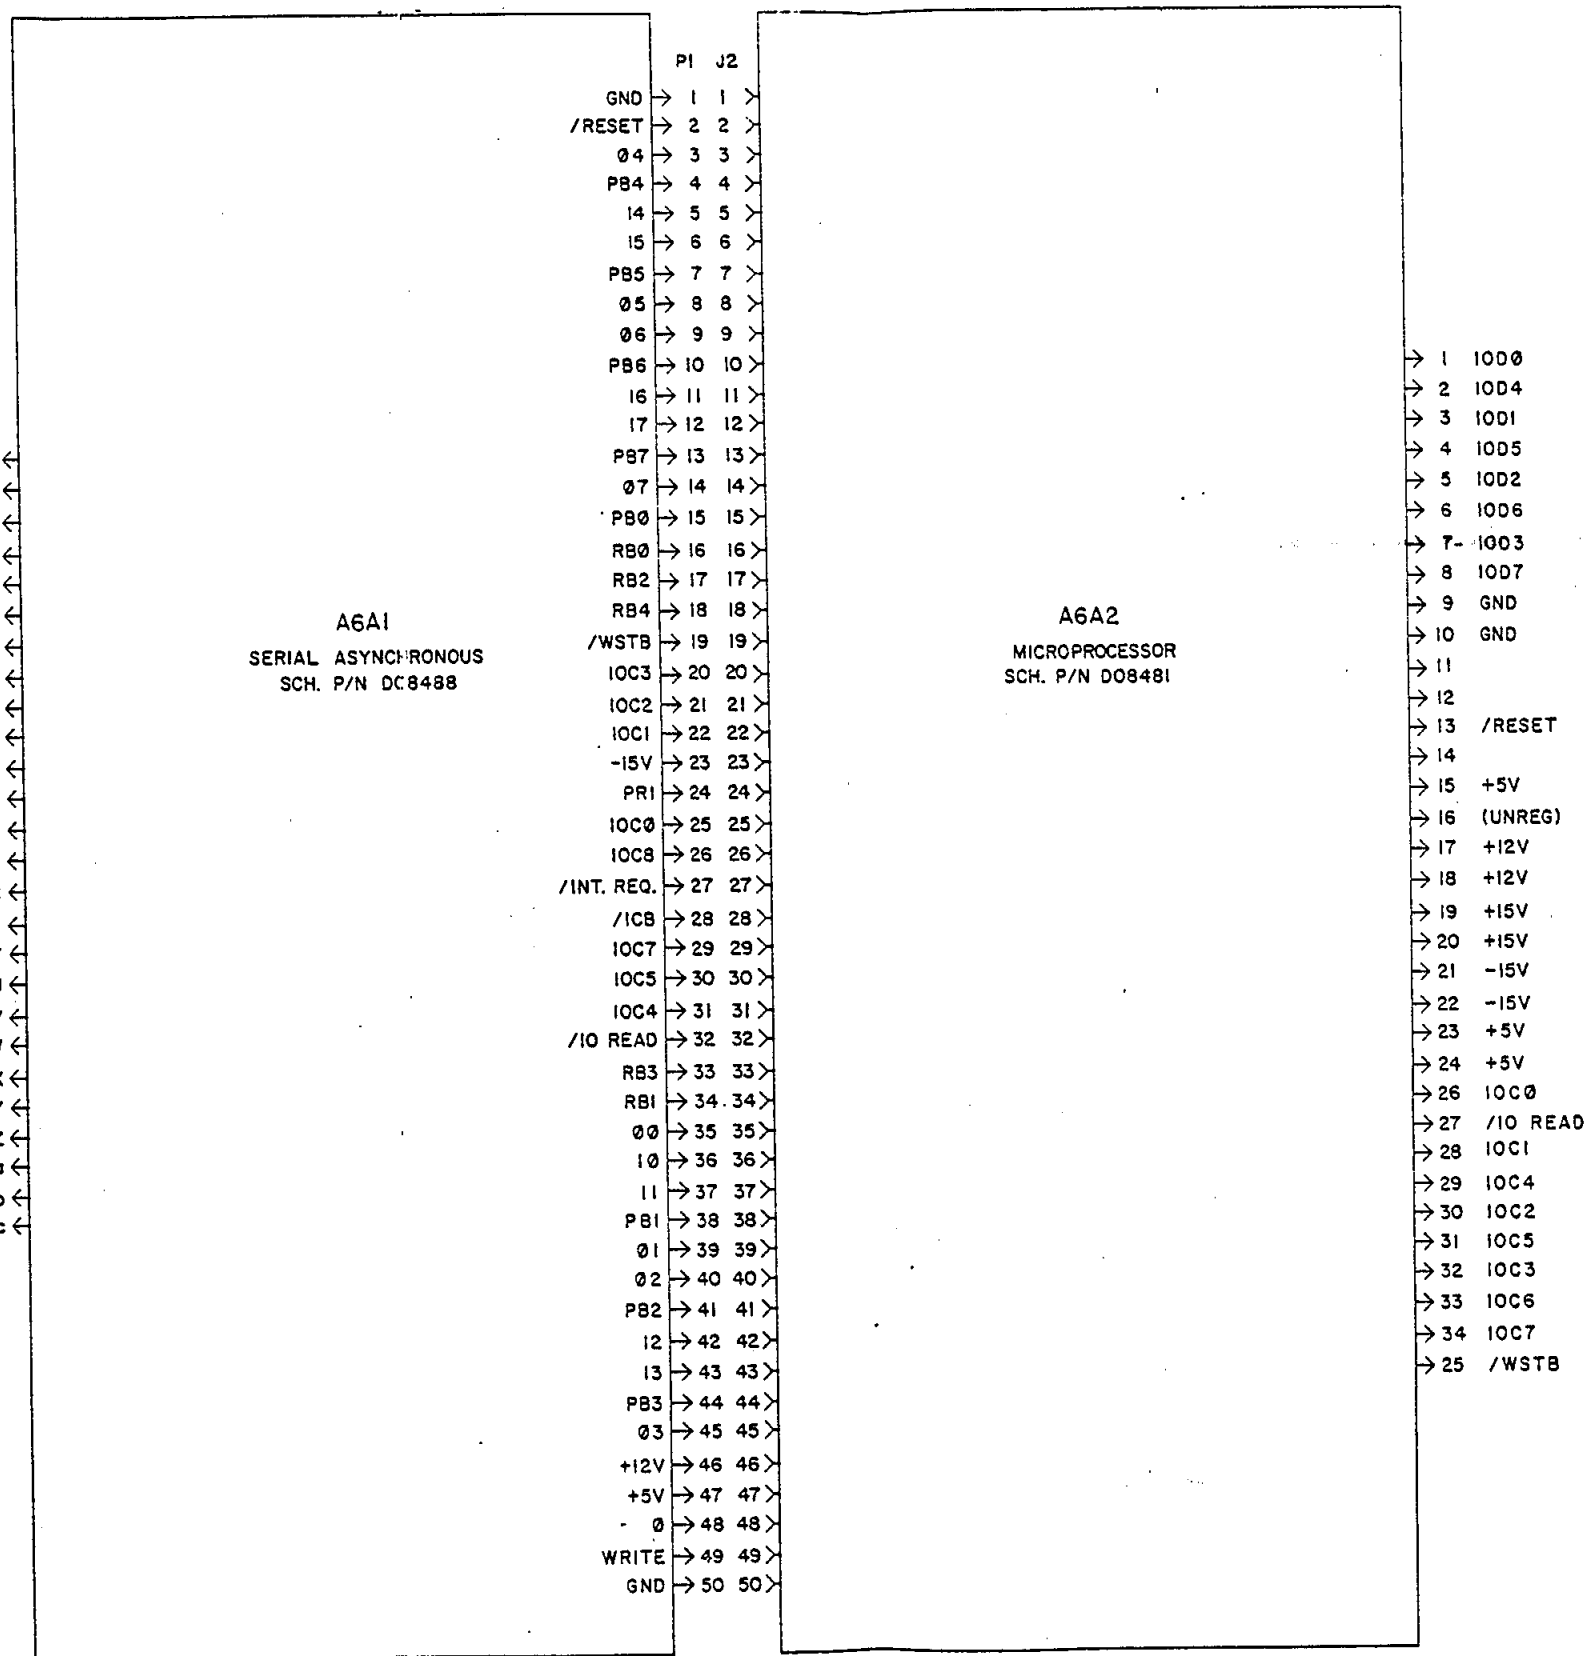 P1 J2
GND 1 1
/RESET 2 2
Ø4 3 3
PB4 4 4
I4 5 5
I5 6 6
PB5 7 7
Ø5 8 8
Ø6 9 9
PB6 10 10
I6 11 11
I7 12 12
PB7 13 13
Ø7 14 14
PBØ 15 15
RBØ 16 16
RB2 17 17
RB4 18 18
/WSTB 19 19
IOC3 20 20
IOC2 21 21
IOC1 22 22
-15V 23 23
PRI 24 24
IOCØ 25 25
IOC8 26 26
/INT. REQ. 27 27
/ICB 28 28
IOC7 29 29
IOC5 30 30
IOC4 31 31
/IO READ 32 32
RB3 33 33
RB1 34 34
OO 35 35
IØ 36 36
I1 37 37
PB1 38 38
Ø1 39 39
Ø2 40 40
PB2 41 41
I2 42 42
I3 43 43
PB3 44 44
Ø3 45 45
+12V 46 46
+5V 47 47
Ø 48 48
WRITE 49 49
GND 50 50
A6A1
SERIAL ASYNCHRONOUS
SCH. P/N DC8488
A6A2
MICROPROCESSOR
SCH. P/N DO8481
1 IODØ
2 IOD4
3 IOD1
4 IOD5
5 IOD2
6 IOD6
7 IOD3
8 IOD7
9 GND
10 GND
11
12
13 /RESET
14
15 +5V
16 (UNREG)
17 +12V
18 +12V
19 +15V
20 +15V
21 -15V
22 -15V
23 +5V
24 +5V
26 IOCØ
27 /IO READ
28 IOC1
29 IOC4
30 IOC2
31 IOC5
32 IOC3
33 IOC6
34 IOC7
25 /WSTB